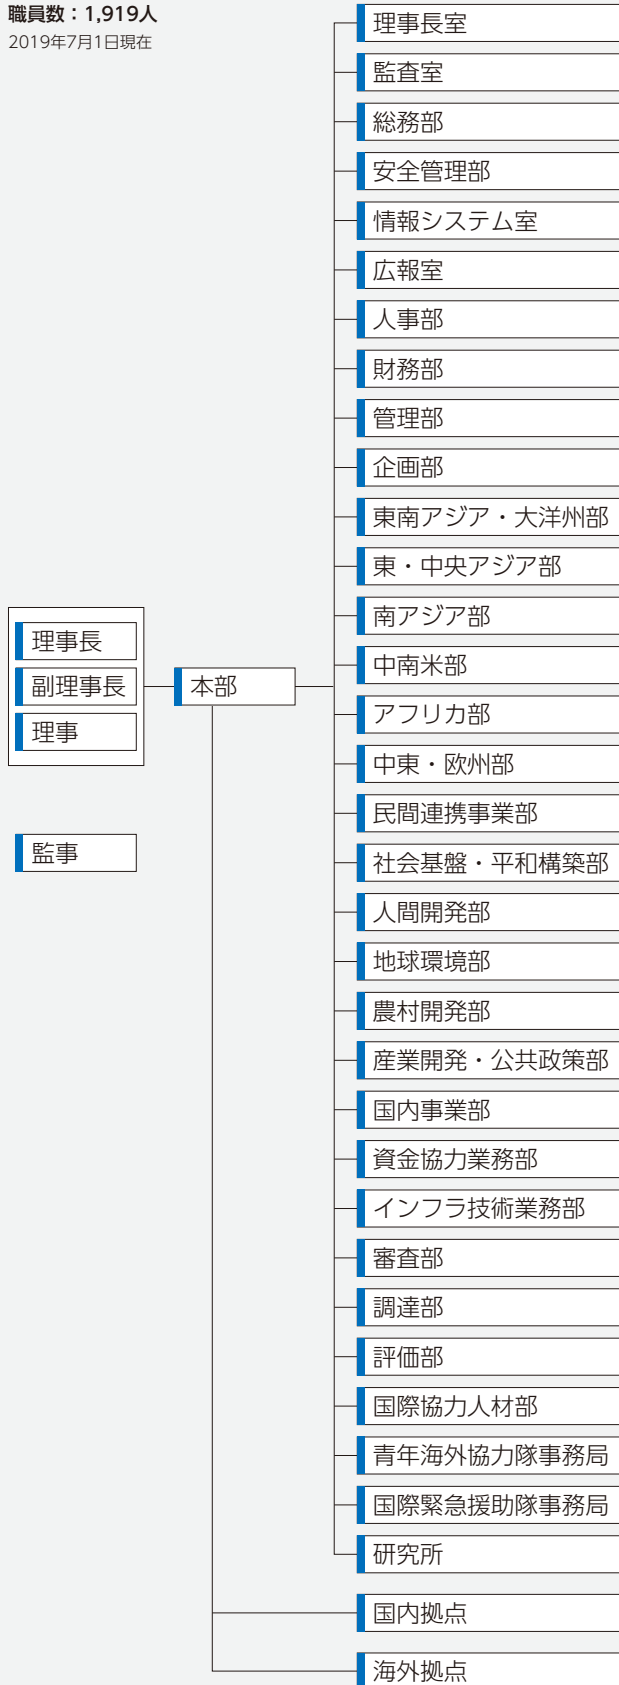 職員数：1,919人
2019年7月1日現在
理事長
副理事長
理事
監事
本部
理事長室
監査室
総務部
安全管理部
情報システム室
広報室
人事部
財務部
管理部
企画部
東南アジア・大洋州部
東・中央アジア部
南アジア部
中南米部
アフリカ部
中東・欧州部
民間連携事業部
社会基盤・平和構築部
人間開発部
地球環境部
農村開発部
産業開発・公共政策部
国内事業部
資金協力業務部
インフラ技術業務部
審査部
調達部
評価部
国際協力人材部
青年海外協力隊事務局
国際緊急援助隊事務局
研究所
国内拠点
海外拠点